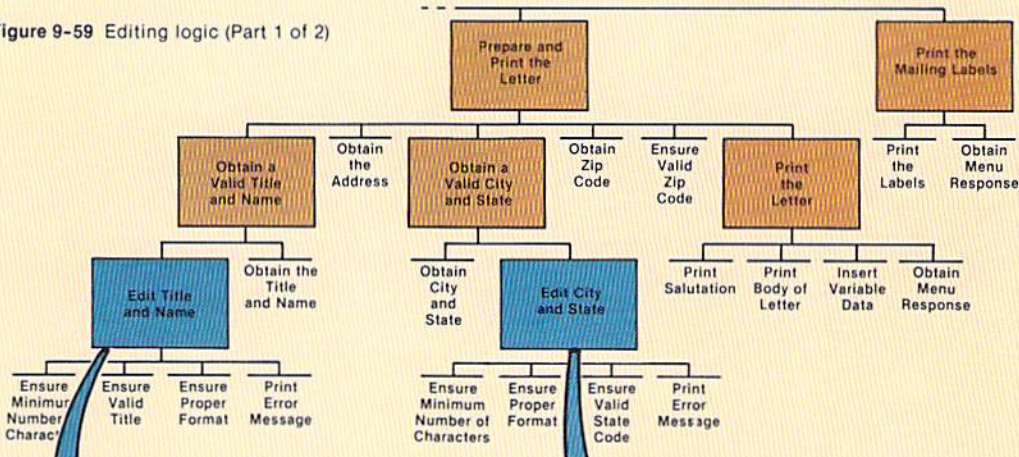 igure 9-59 Editing logic (Part 1 of 2)
Prepare and
Print the
Letter
Print the
Mailing Labels
Obtain a
Valid Title
and Name
Obtain
the
Address
Obtain a
Valid City
and State
Obtain
Zip
Code
Ensure
Valid
Zip
Code
Print
the
Letter
Print
the
Labels
Obtain
Menu
Response
Edit Title
and Name
Obtain the
Title
and Name
Obtain
City
and
State
Edit City
and State
Print
Salutation
Print
Body of
Letter
Insert
Variable
Data
Obtain
Menu
Response
Ensure
Minimur
Number
Charac
Ensure
Valid
Title
Ensure
Proper
Format
Print
Error
Message
Ensure
Minimum
Number of
Characters
Ensure
Proper
Format
Ensure
Valid
State
Code
Print
Error
Message